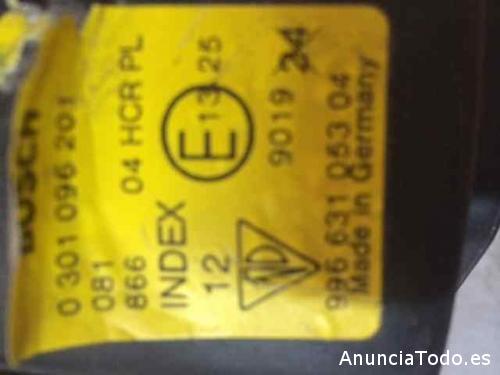 BOSCH
0 301 096 201
081
866 04 HCR PL
INDEX
12 E 13 25
9019 24
996 631 053 04
Made in Germany
AnunciaTodo.es